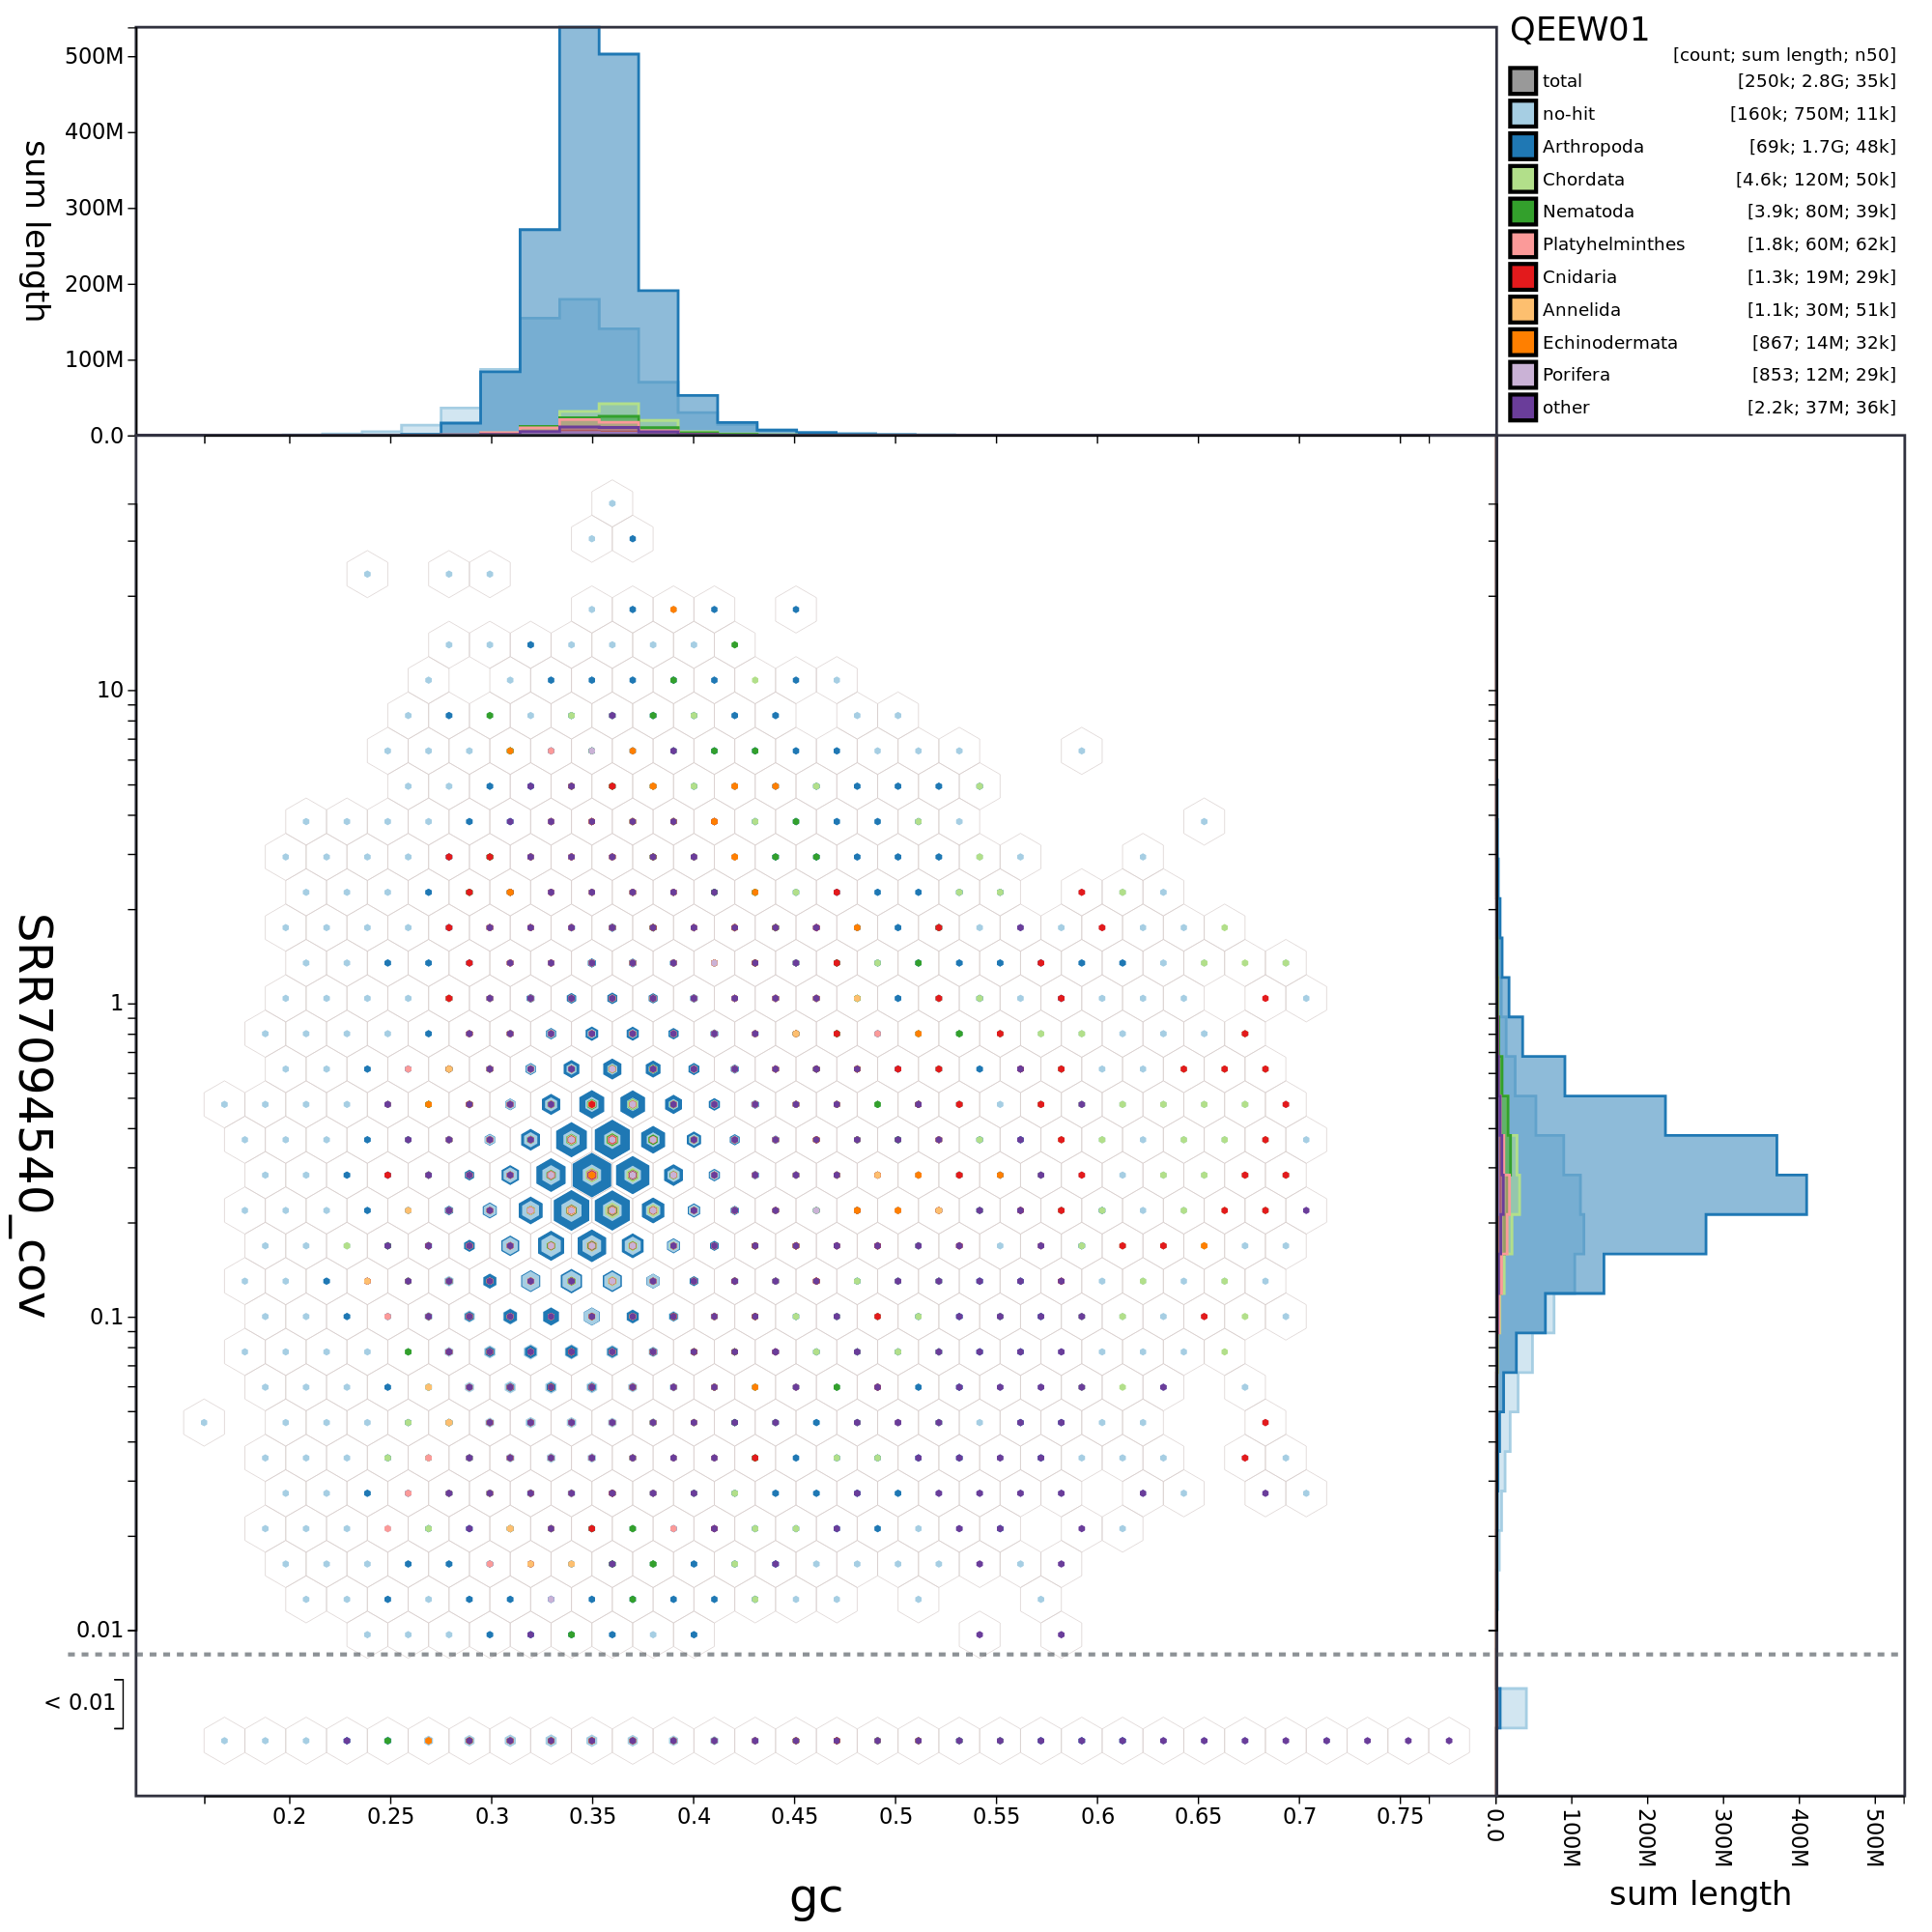 QEEW01
[count; sum length; n50]
total [250k; 2.8G; 35k]
no-hit [160k; 750M; 11k]
Arthropoda [69k; 1.7G; 48k]
Chordata [4.6k; 120M; 50k]
Nematoda [3.9k; 80M; 39k]
Platyhelminthes [1.8k; 60M; 62k]
Cnidaria [1.3k; 19M; 29k]
Annelida [1.1k; 30M; 51k]
Echinodermata [867; 14M; 32k]
Porifera [853; 12M; 29k]
other [2.2k; 37M; 36k]
sum length
500M
400M
300M
200M
100M
0.0
SRR7094540_cov
10
1
0.1
0.01
< 0.01
0.2 0.25 0.3 0.35 0.4 0.45 0.5 0.55 0.6 0.65 0.7 0.75
gc
0.0 100M 200M 300M 400M 500M
sum length